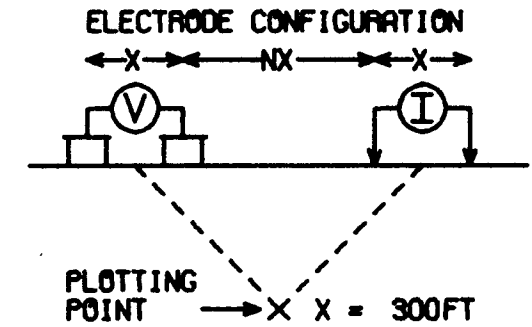 ELECTRODE CONFIGURATION
X NX X
V I
PLOTTING
POINT X X = 300FT